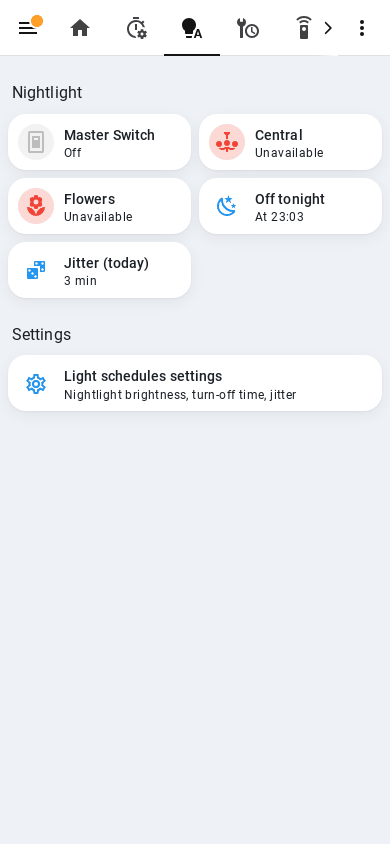 Nightlight
Master Switch
Off
Central
Unavailable
Flowers
Unavailable
Off tonight
At 23:03
Jitter (today)
3 min
Settings
Light schedules settings
Nightlight brightness, turn-off time, jitter